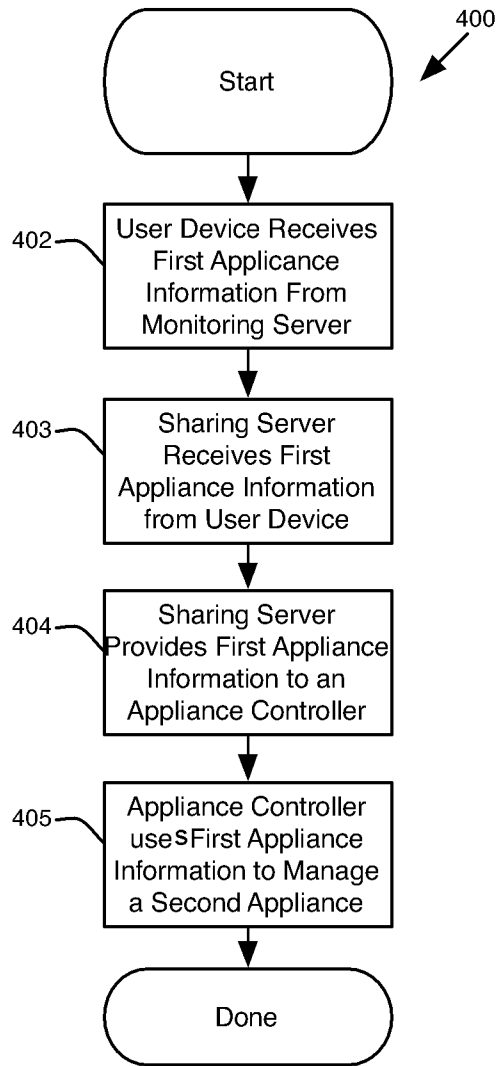 400
Start
402
User Device Receives
First Applicance
Information From
Monitoring Server
403
Sharing Server
Receives First
Appliance Information
from User Device
404
Sharing Server
Provides First Appliance
Information to an
Appliance Controller
405
Appliance Controller
uses First Appliance
Information to Manage
a Second Appliance
Done